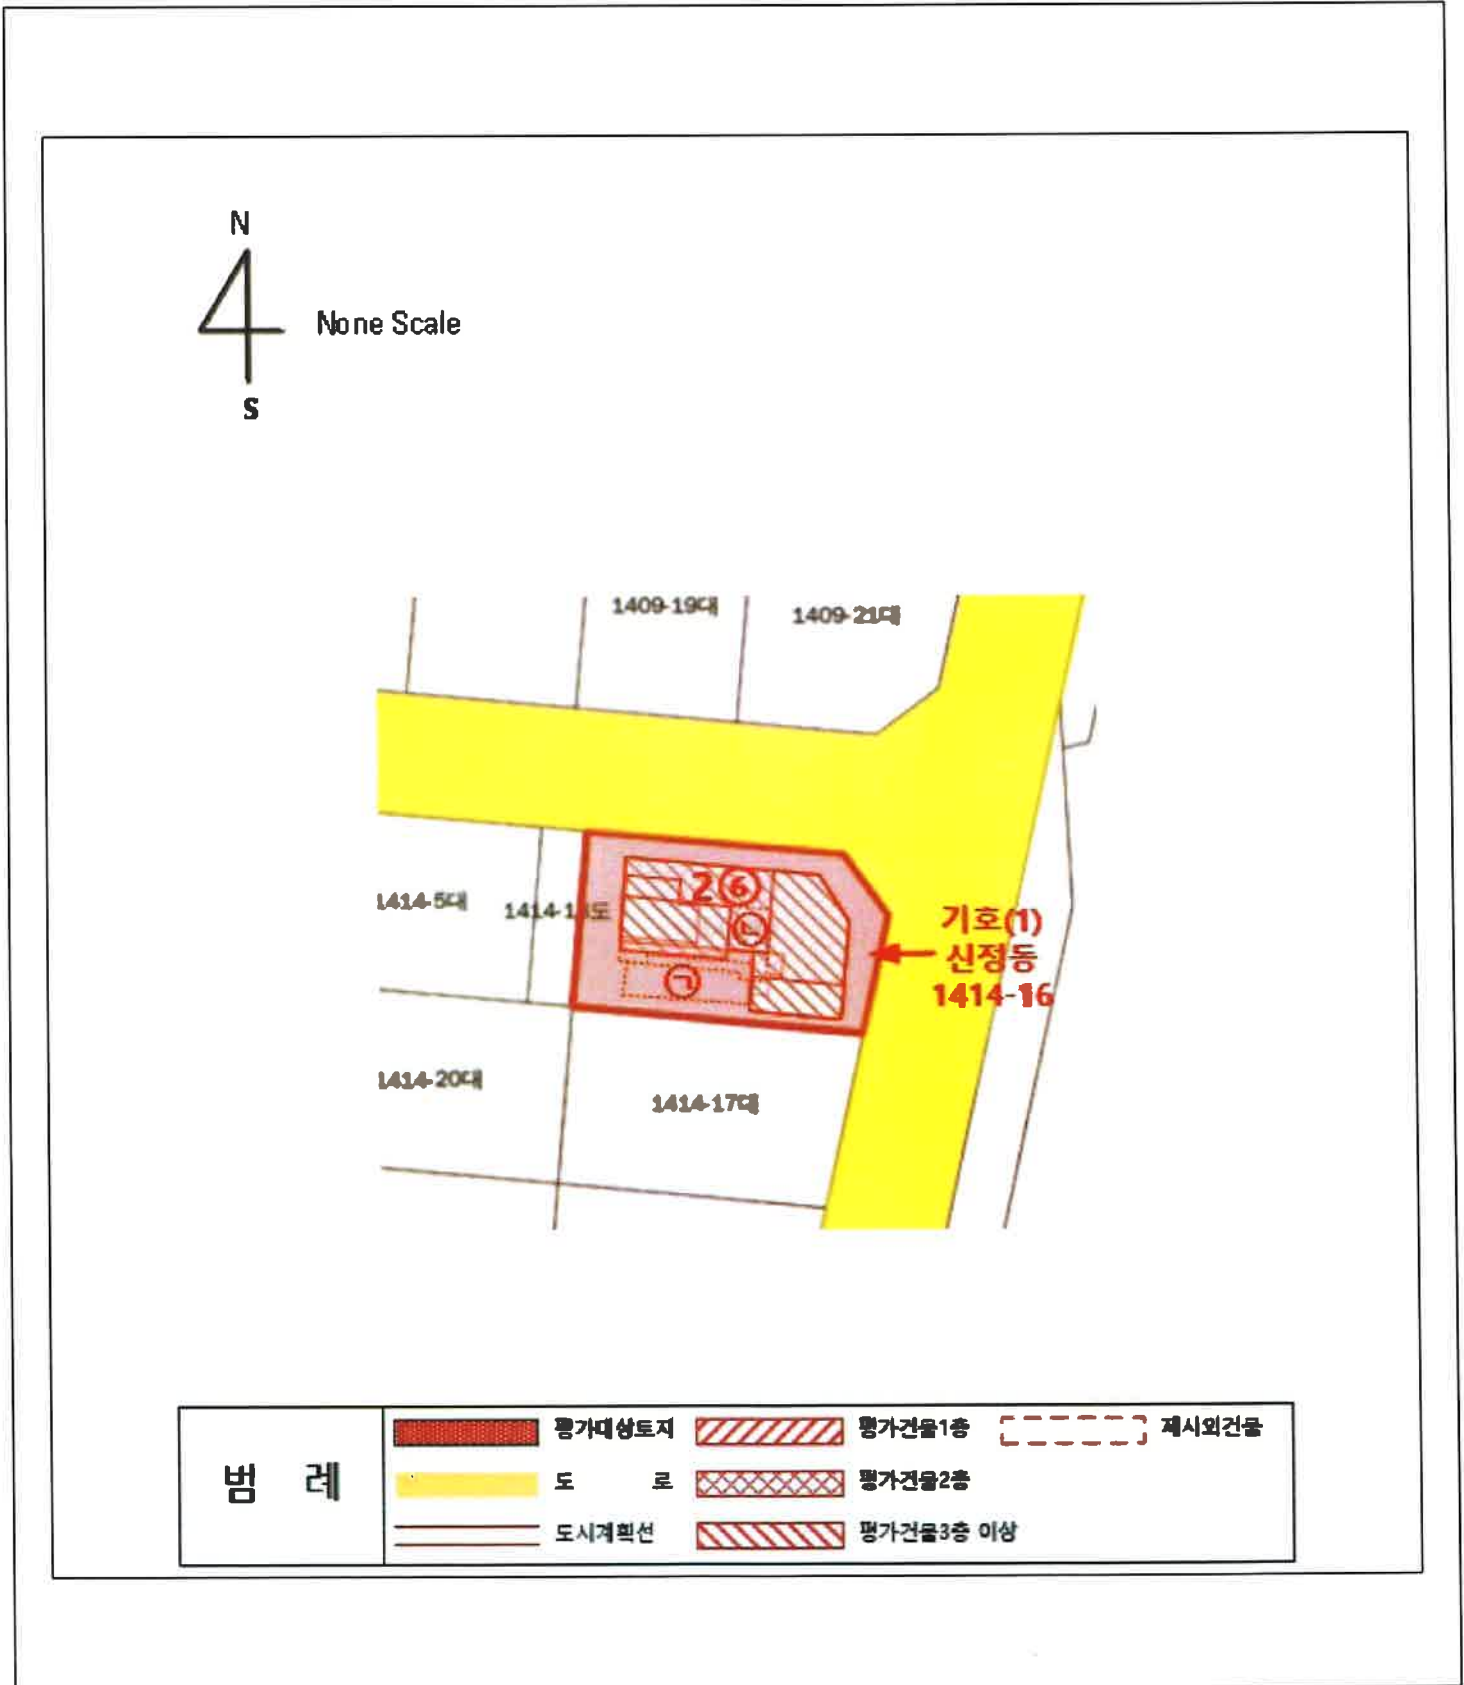 N
None Scale
S
1409-19대
1409-21대
1414-5대
2 ⑥
㉡
㉠
기호(1)
신정동
1414-16
1414-20대
1414-17대
범 례
평가대상토지
평가건물1층
제시외건물
도 로
평가건물2층
도시계획선
평가건물3층 이상